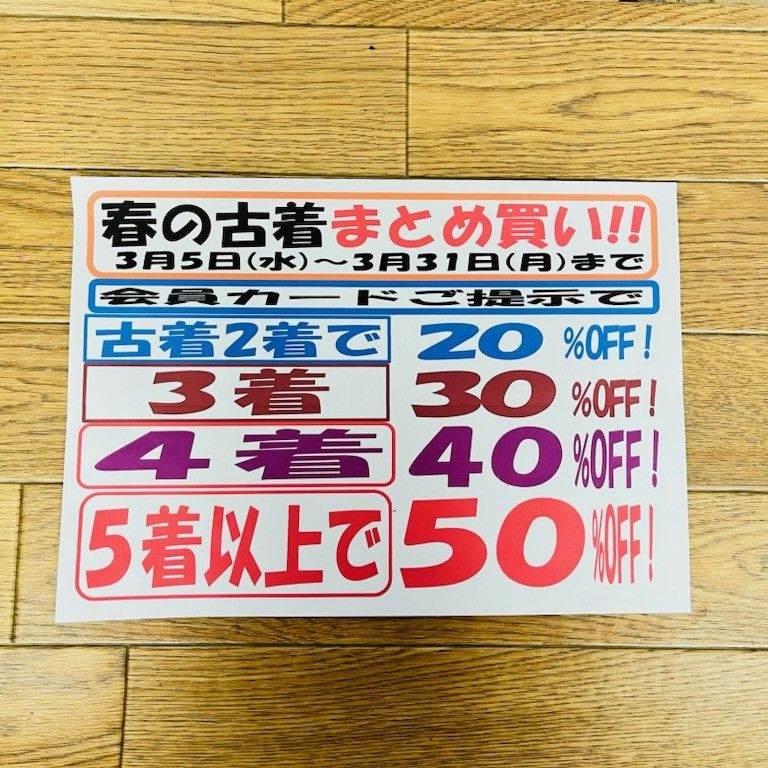 春の古着まとめ買い!!
3月5日(水)～3月31日(月)まで
会員カードご提示で
古着2着で 20%OFF!
3着 30%OFF!
4着 40%OFF!
5着以上で 50%OFF!